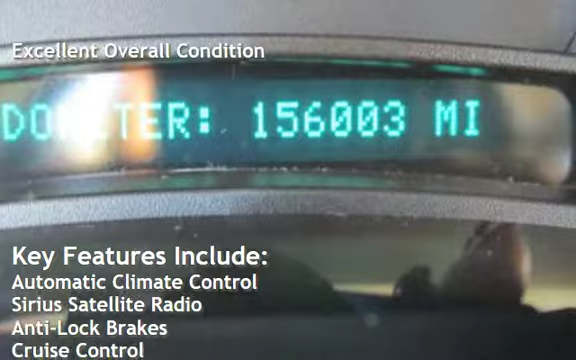 Excellent Overall Condition
156003 MI
Key Features Include:
Automatic Climate Control
Sirius Satellite Radio
Anti-Lock Brakes
Cruise Control